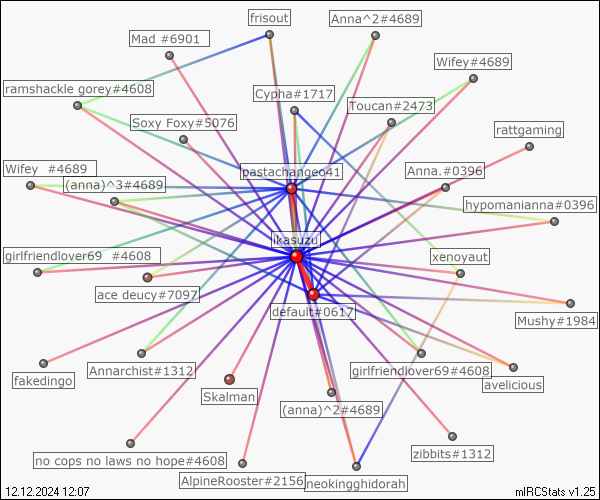 frisout
Anna^2#4689
Mad #6901
Wifey#4689
ramshackle gorey#4608
Cypha#1717
Toucan#2473
Soxy Foxy#5076
rattgaming
Wifey  #4689
pastachangeo41
Anna.#0396
(anna)^3#4689
hypomanianna#0396
ikasuzu
girlfriendlover69  #4608
xenoyaut
ace deucy#7097
default#0617
Mushy#1984
Annarchist#1312
girlfriendlover69#4608
fakedingo
avelicious
Skalman
(anna)^2#4689
zibbits#1312
no cops no laws no hope#4608
AlpineRooster#2156
neokingghidorah
12.12.2024 12:07
mIRCStats v1.25